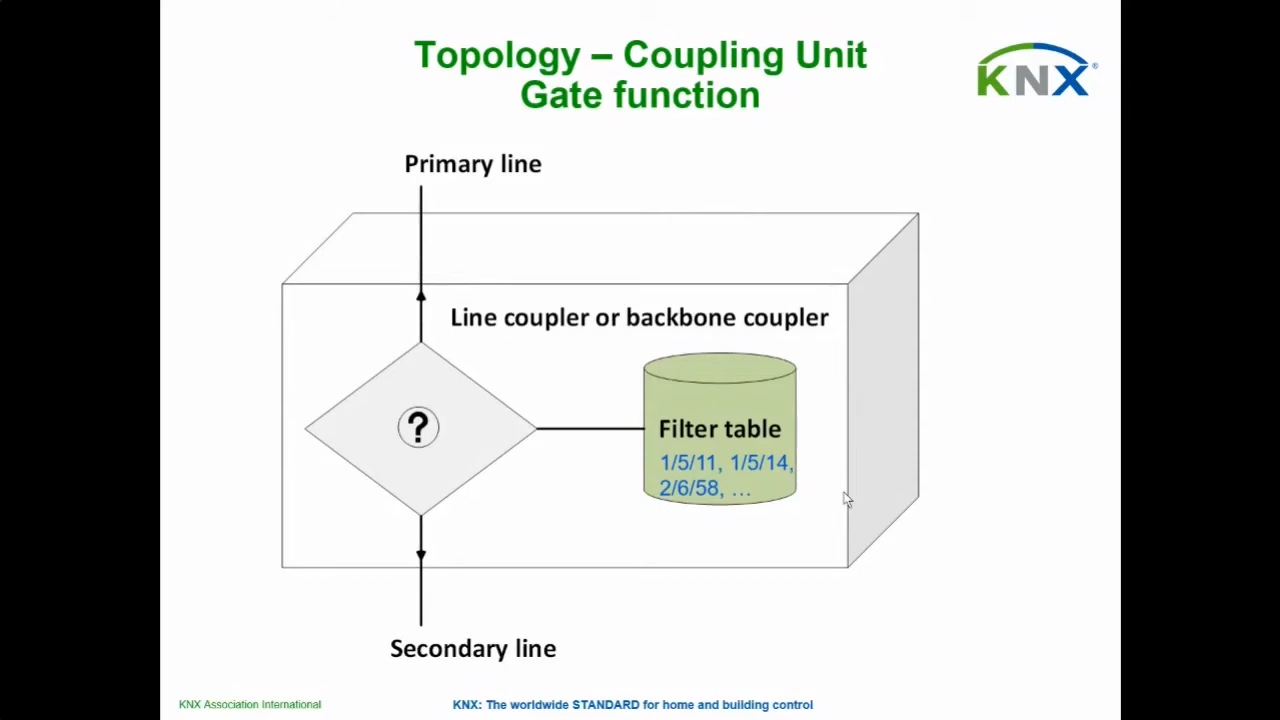 Topology – Coupling Unit
Gate function
KNX®
Primary line
Line coupler or backbone coupler
?
Filter table
1/5/11, 1/5/14,
2/6/58, …
Secondary line
KNX Association International
KNX: The worldwide STANDARD for home and building control